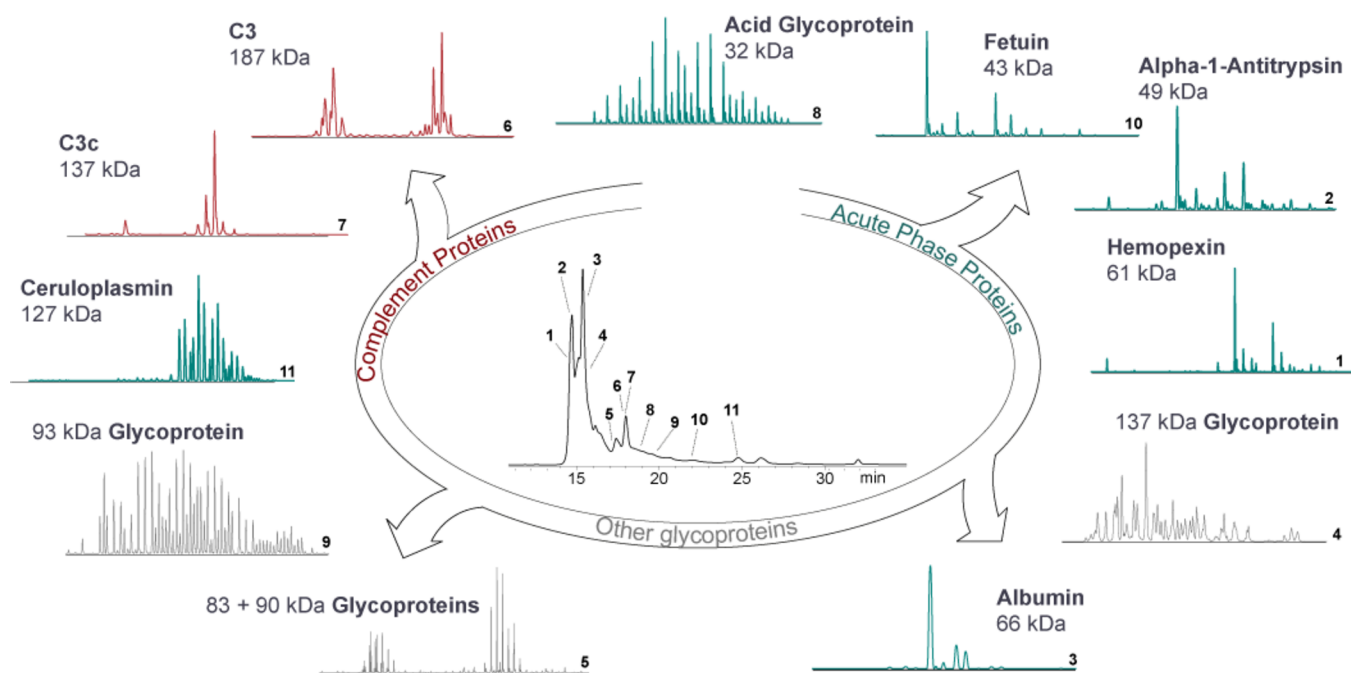 C3
187 kDa
6
Acid Glycoprotein
32 kDa
8
Fetuin
43 kDa
10
Alpha-1-Antitrypsin
49 kDa
2
C3c
137 kDa
7
Complement Proteins
Acute Phase Proteins
Hemopexin
61 kDa
1
Ceruloplasmin
127 kDa
11
2
3
1
4
6
7
5
8
9
10
11
15
20
25
30
min
93 kDa Glycoprotein
9
137 kDa Glycoprotein
4
Other glycoproteins
83 + 90 kDa Glycoproteins
5
Albumin
66 kDa
3